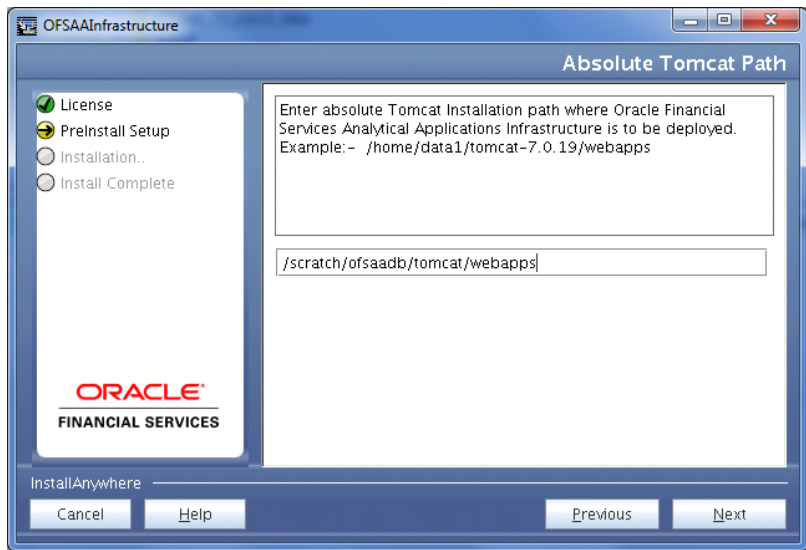 OFSAAInfrastructure
Absolute Tomcat Path
License
PreInstall Setup
Installation..
Install Complete
Enter absolute Tomcat Installation path where Oracle Financial
Services Analytical Applications Infrastructure is to be deployed.
Example:- /home/data1/tomcat-7.0.19/webapps
/scratch/ofsaadb/tomcat/webapps
ORACLE
FINANCIAL SERVICES
InstallAnywhere
Cancel Help Previous Next